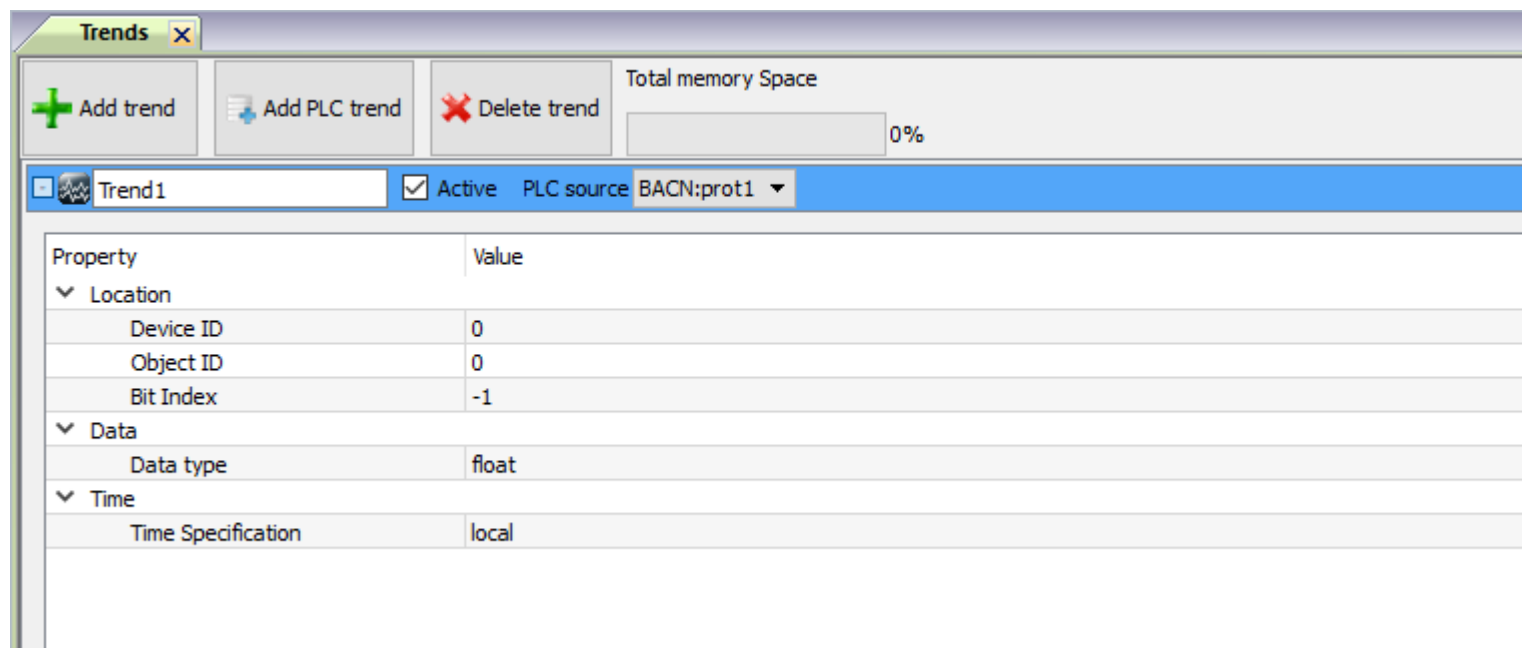 Trends
Add trend
Add PLC trend
Delete trend
Total memory Space
0%
Trend1
Active PLC source BACN:prot1
Property Value
Location
Device ID 0
Object ID 0
Bit Index -1
Data
Data type float
Time
Time Specification local